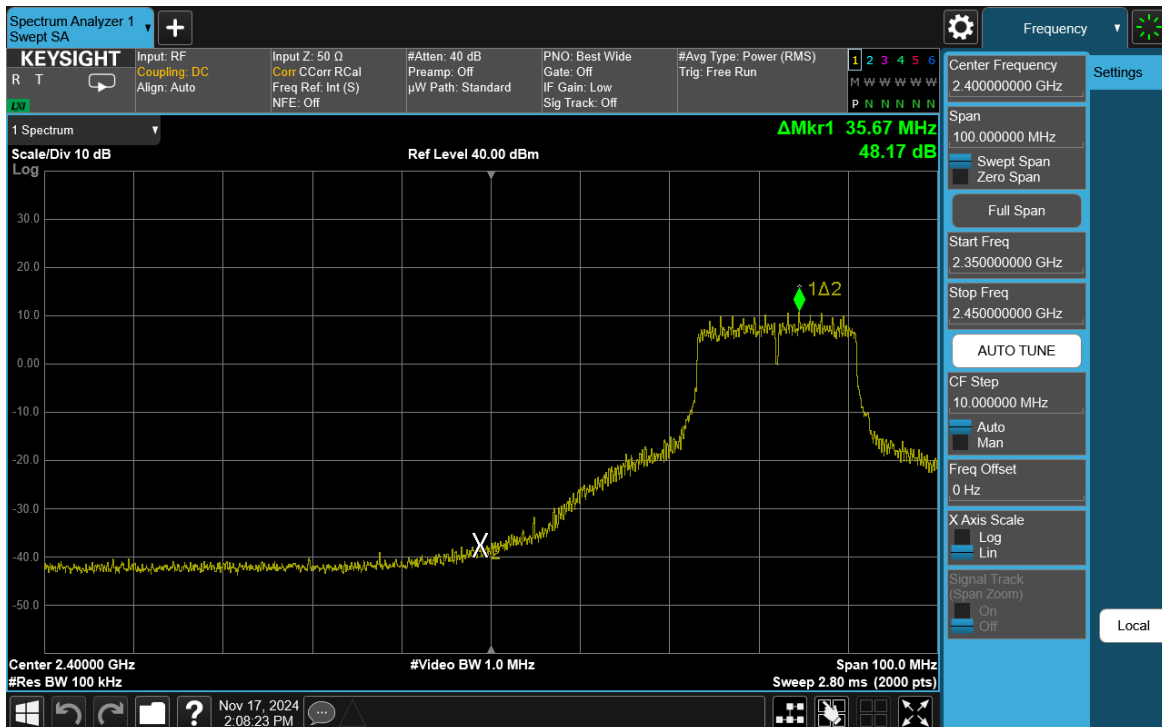 Spectrum Analyzer 1
Swept SA
Frequency
KEYSIGHT
R T
LXI
Input: RF
Coupling: DC
Align: Auto
Input Z: 50 Ω
Corr CCorr RCal
Freq Ref: Int (S)
NFE: Off
#Atten: 40 dB
Preamp: Off
µW Path: Standard
PNO: Best Wide
Gate: Off
IF Gain: Low
Sig Track: Off
#Avg Type: Power (RMS)
Trig: Free Run
1 2 3 4 5 6
M W W W W W
P N N N N N
1 Spectrum
Scale/Div 10 dB
Log
Ref Level 40.00 dBm
ΔMkr1 35.67 MHz
48.17 dB
30.0
20.0
10.0
0.00
-10.0
-20.0
-30.0
-40.0
-50.0
1Δ2
X2
Center 2.40000 GHz
#Res BW 100 kHz
#Video BW 1.0 MHz
Span 100.0 MHz
Sweep 2.80 ms (2000 pts)
Center Frequency
2.400000000 GHz
Span
100.000000 MHz
Swept Span
Zero Span
Full Span
Start Freq
2.350000000 GHz
Stop Freq
2.450000000 GHz
AUTO TUNE
CF Step
10.000000 MHz
Auto
Man
Freq Offset
0 Hz
X Axis Scale
Log
Lin
Signal Track
(Span Zoom)
On
Off
Settings
Local
?
Nov 17, 2024
2:08:23 PM